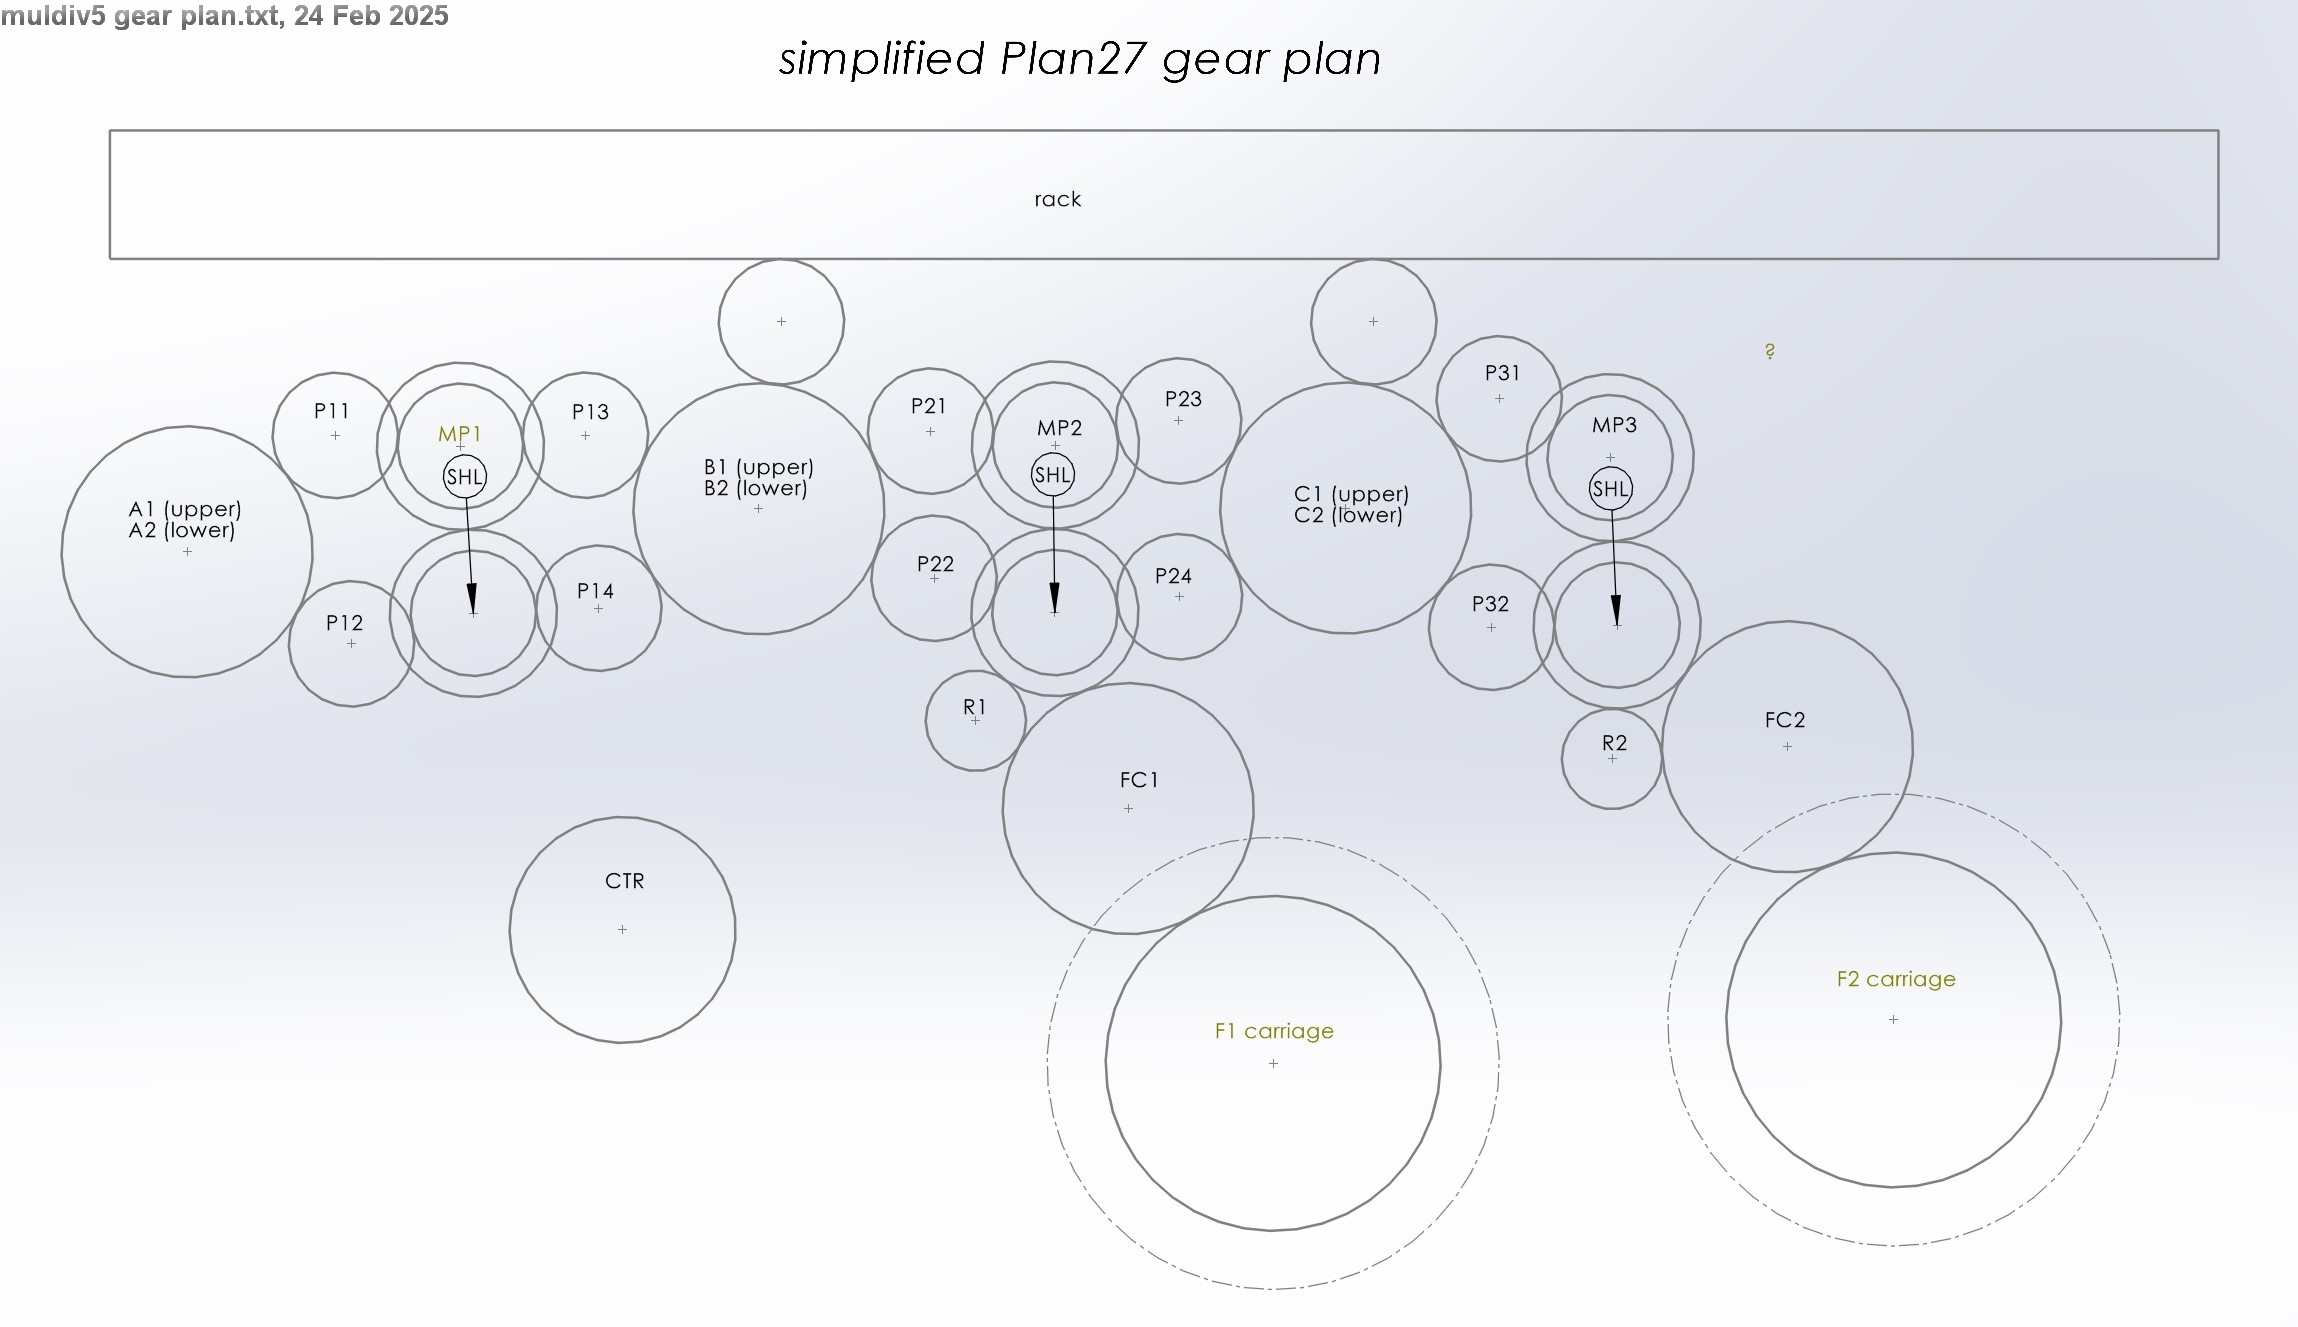 muldiv5 gear plan.txt, 24 Feb 2025
simplified Plan27 gear plan
rack
?
P31
P11
MP1
P13
P21
MP2
P23
MP3
SHL
SHL
SHL
A1 (upper)
A2 (lower)
B1 (upper)
B2 (lower)
C1 (upper)
C2 (lower)
P12
P14
P22
P24
P32
R1
FC1
R2
FC2
CTR
F1 carriage
F2 carriage